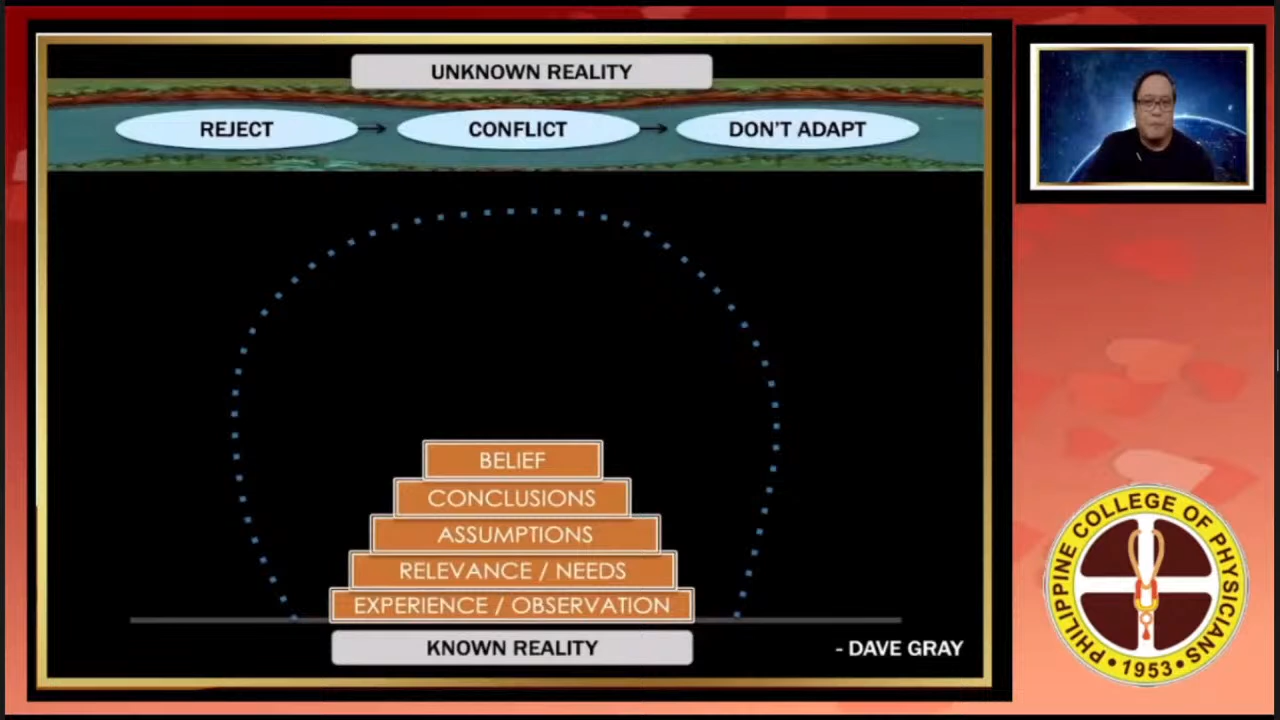 UNKNOWN REALITY
REJECT
CONFLICT
DON'T ADAPT
BELIEF
CONCLUSIONS
ASSUMPTIONS
RELEVANCE / NEEDS
EXPERIENCE / OBSERVATION
KNOWN REALITY
- DAVE GRAY
PHILIPPINE COLLEGE OF PHYSICIANS
• 1953 •